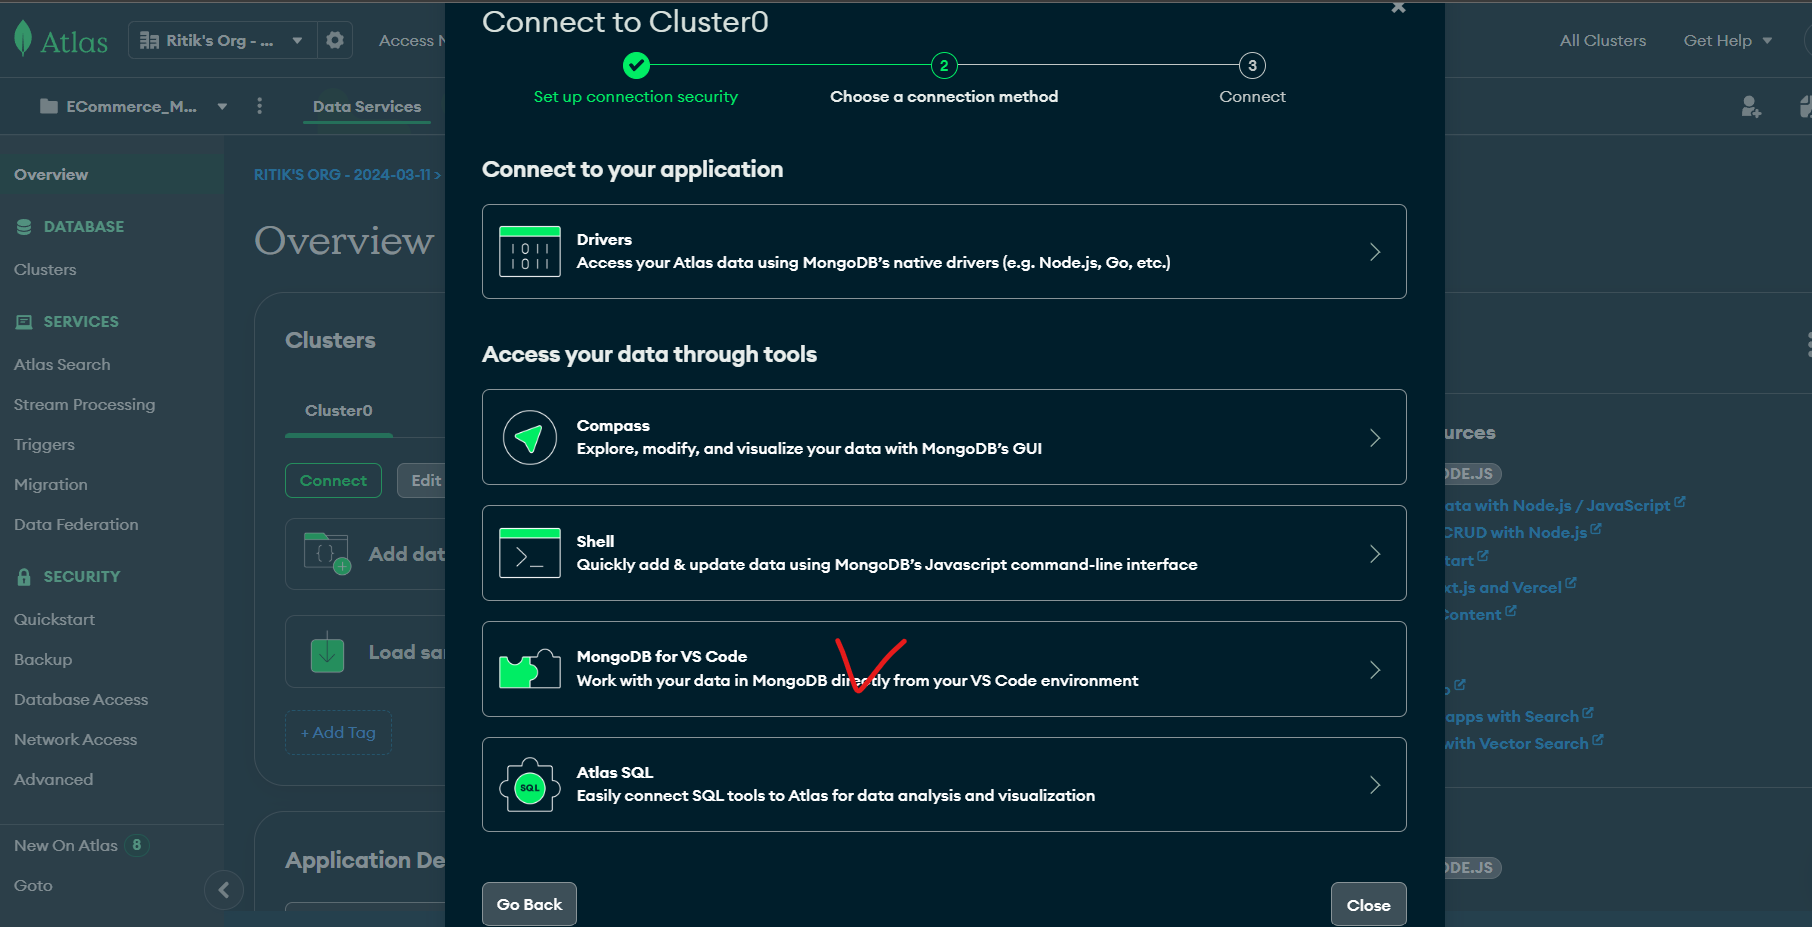 Connect to Cluster0
Atlas
Ritik's Org - ...
Access
All Clusters
Get Help
2
3
Set up connection security
Choose a connection method
Connect
ECommerce_M...
Data Services
Overview
RITIK'S ORG - 2024-03-11 >
Connect to your application
DATABASE
Overview
Drivers
Access your Atlas data using MongoDB's native drivers (e.g. Node.js, Go, etc.)
Clusters
SERVICES
Clusters
Access your data through tools
Atlas Search
Stream Processing
Cluster0
Compass
Explore, modify, and visualize your data with MongoDB's GUI
Triggers
Connect
Edit
Migration
Data Federation
Add dat
Shell
Quickly add & update data using MongoDB's Javascript command-line interface
SECURITY
Quickstart
Backup
Load sa
MongoDB for VS Code
Work with your data in MongoDB directly from your VS Code environment
Database Access
Network Access
+ Add Tag
Advanced
Atlas SQL
SQL
Easily connect SQL tools to Atlas for data analysis and visualization
New On Atlas 8
Application De
Goto
Go Back
Close
urces
ODE.JS
ata with Node.js / JavaScript
CRUD with Node.js
tart
xt.js and Vercel
Content
apps with Search
with Vector Search
ODE.JS